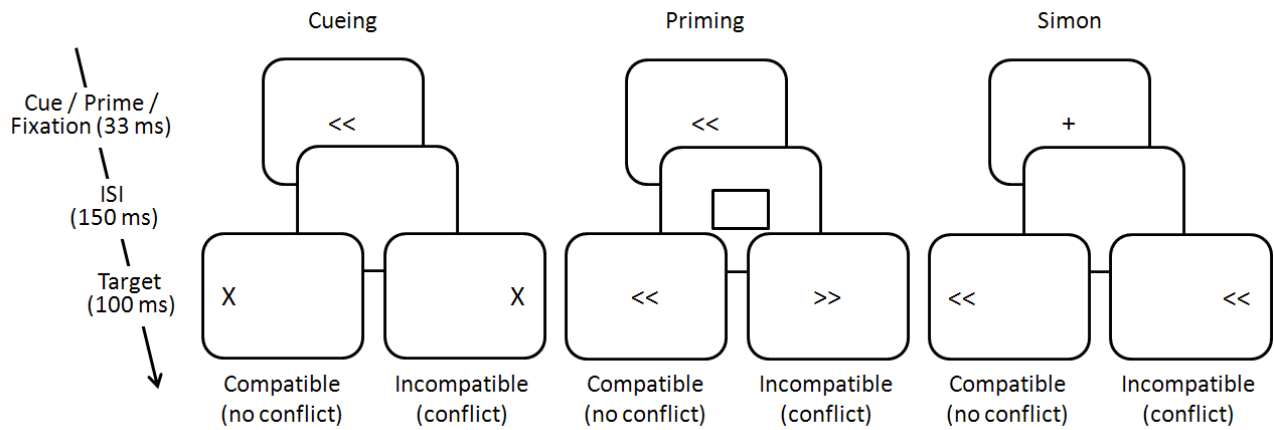 Cueing
Priming
Simon
Cue / Prime /
Fixation (33 ms)
<<
<<
+
ISI
(150 ms)
Target
(100 ms)
X
X
<<
>>
<<
<<
Compatible
(no conflict)
Incompatible
(conflict)
Compatible
(no conflict)
Incompatible
(conflict)
Compatible
(no conflict)
Incompatible
(conflict)